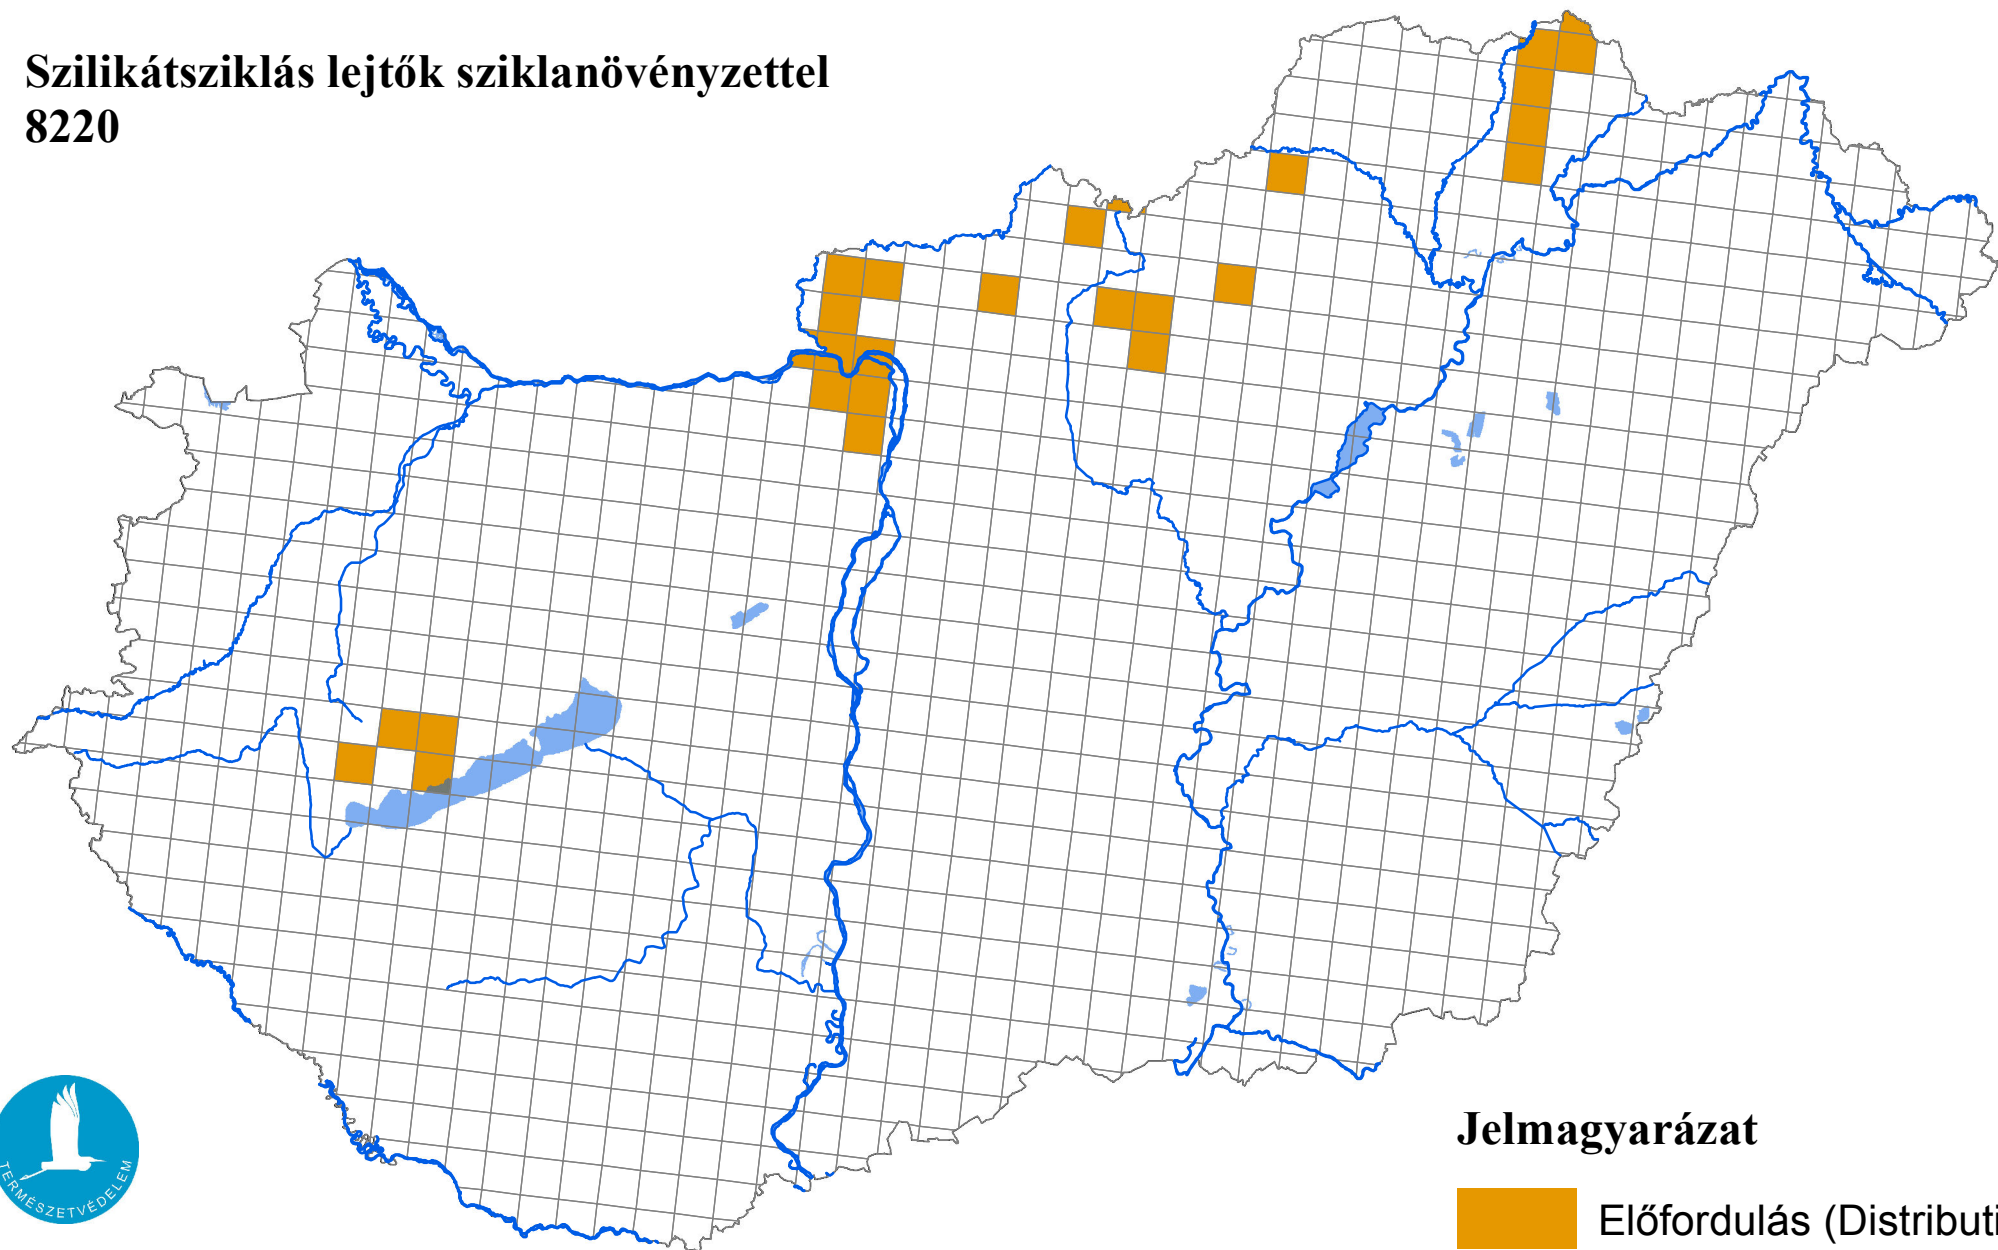 Szilikátsziklás lejtők sziklanövényzettel
8220
TERMÉSZETVÉDELEM
Jelmagyarázat
Előfordulás (Distributi